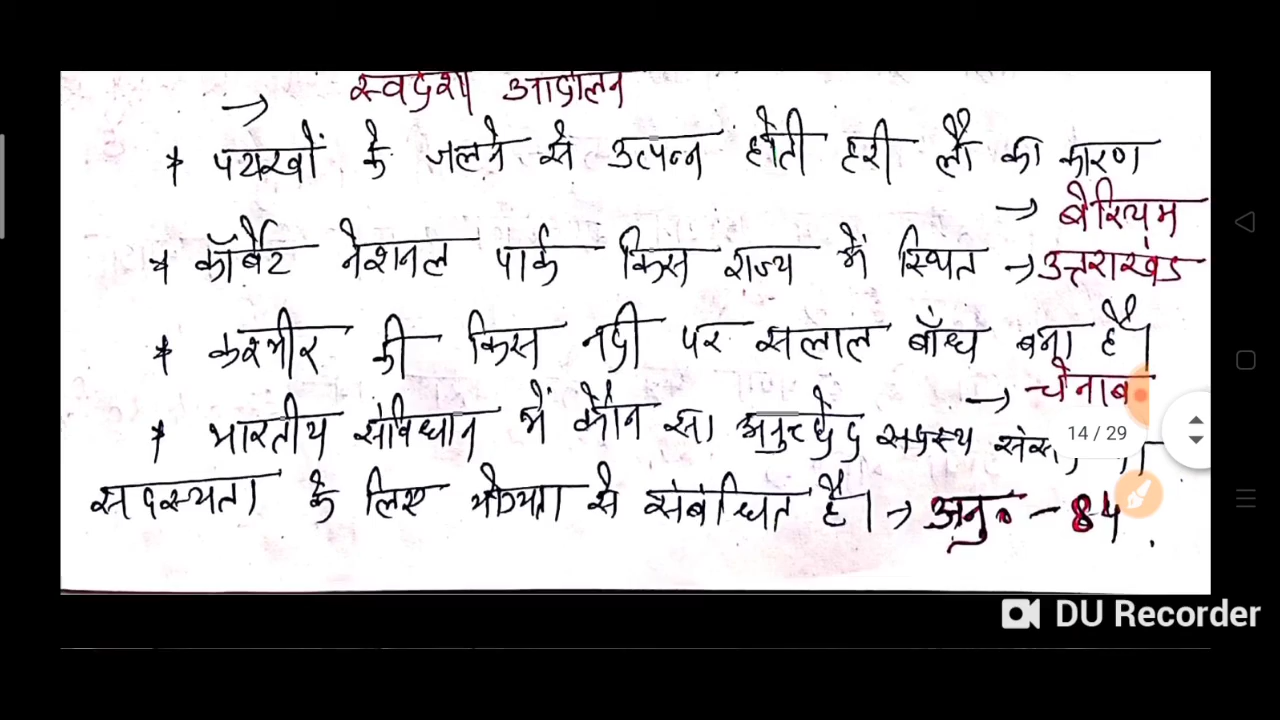 → स्वदेशी आंदोलन
* पटाखों के जलने से उत्पन्न होती हरी लौ का कारण
→ बेरियम
* कॉर्बेट नेशनल पार्क किस राज्य में स्थित → उत्तराखंड
* कश्मीर की किस नदी पर सलाल बाँध बना है।
→ चेनाब
* भारतीय संविधान में कौन सा अनुच्छेद सदस्य
14 / 29
सदस्यता के लिए योग्यता से संबंधित है। → अनु० - 84
DU Recorder